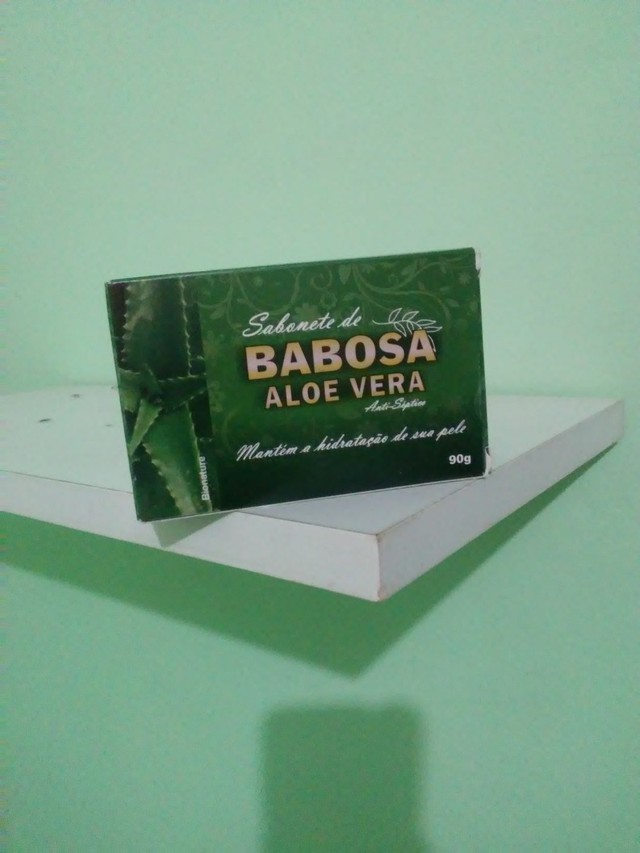 Sabonete de
BABOSA
ALOE VERA
Anti-Séptico
Mantém a hidratação de sua pele
90g
Bionature